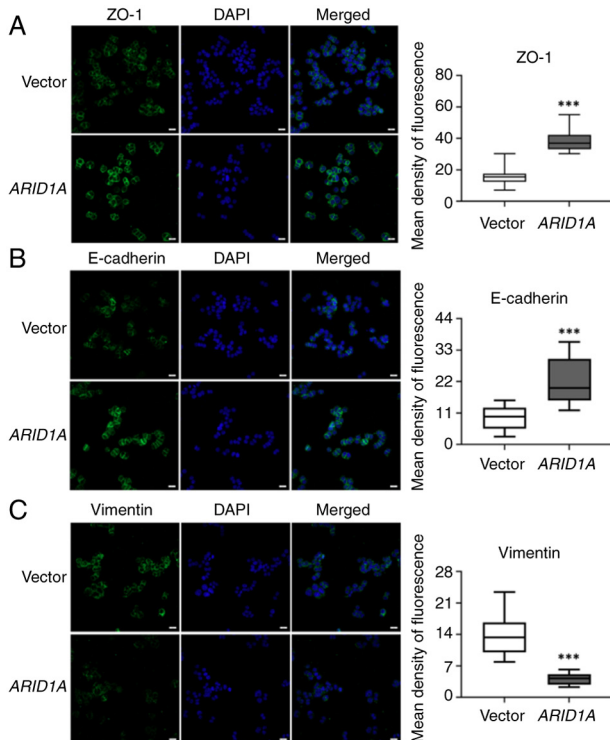 A
ZO-1 DAPI Merged
Vector
ARID1A
ZO-1
Mean density of fluorescence
80
60
40
20
0
***
Vector ARID1A
B
E-cadherin DAPI Merged
Vector
ARID1A
E-cadherin
Mean density of fluorescence
44
33
22
11
0
***
Vector ARID1A
C
Vimentin DAPI Merged
Vector
ARID1A
Vimentin
Mean density of fluorescence
28
21
14
7
0
***
Vector ARID1A